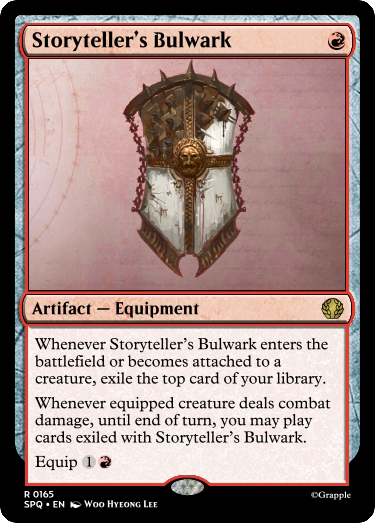 Storyteller's Bulwark
Artifact — Equipment
Whenever Storyteller's Bulwark enters the
battlefield or becomes attached to a
creature, exile the top card of your library.
Whenever equipped creature deals combat
damage, until end of turn, you may play
cards exiled with Storyteller's Bulwark.
Equip 1
R 0165
SPQ • EN Woo Hyeong Lee
©Grapple